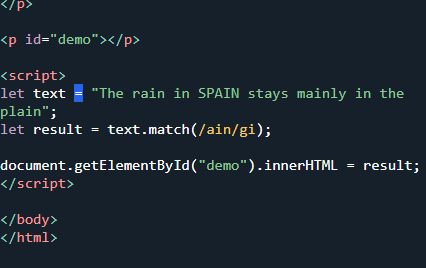 </p>
<p id="demo"></p>
<script>
let text = "The rain in SPAIN stays mainly in the
plain";
let result = text.match(/ain/gi);
document.getElementById("demo").innerHTML = result;
</script>
</body>
</html>